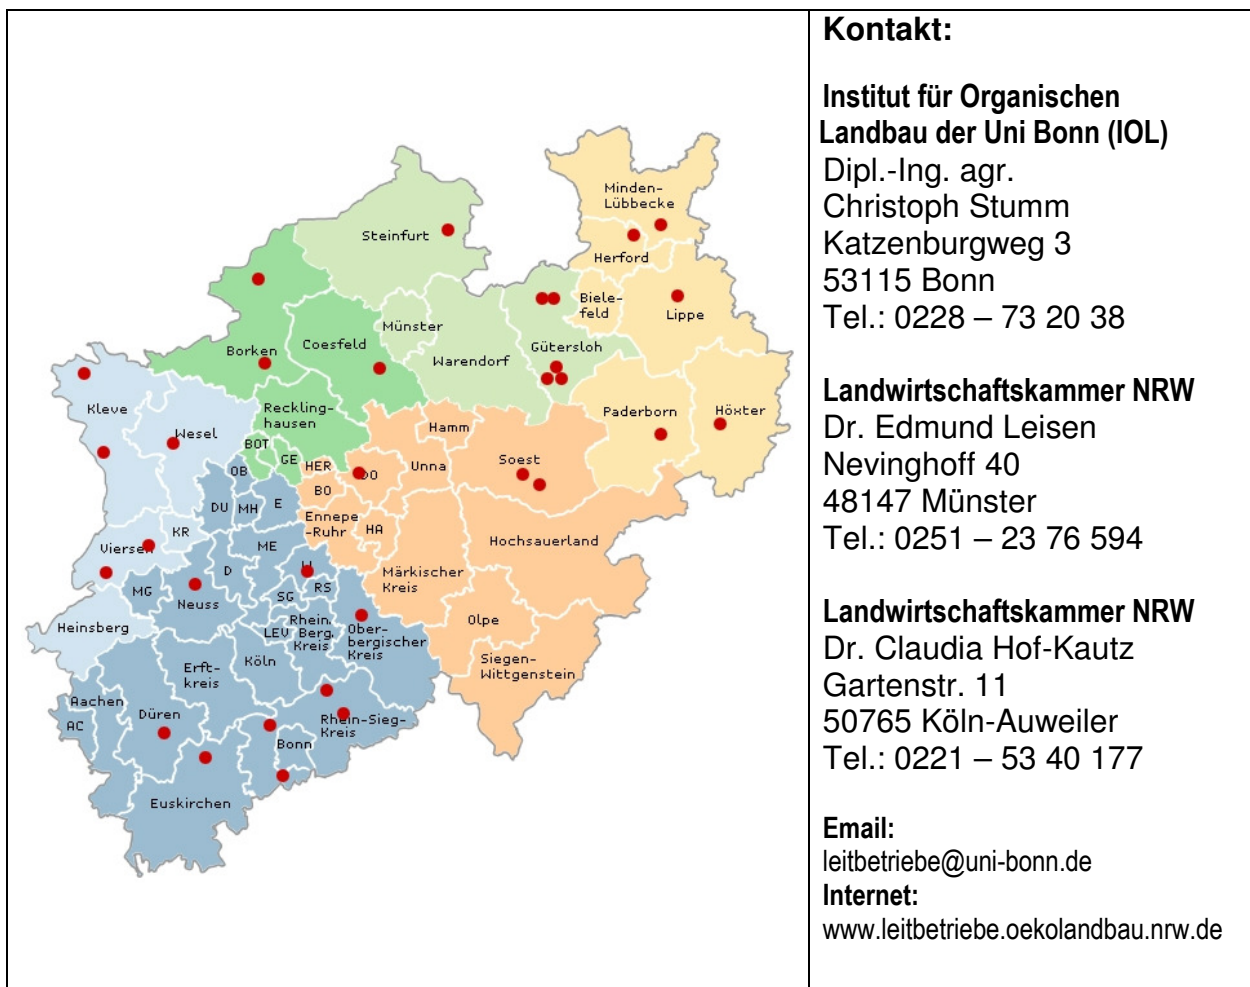 Minden-
Lübbecke
Steinfurt
Herford
Biele-
feld
Lippe
Münster
Coesfeld
Borken
Warendorf
Gütersloh
Kleve
Wesel
Reckling-
hausen
Paderborn
Höxter
Hamm
BOT
GE
HER
Unna
Soest
OB
BO
DU
MH
E
Ennepe
-Ruhr
HA
KR
Viersen
ME
Hochsauerland
D
MG
Neuss
SG
RS
Märkischer
Kreis
Heinsberg
Rhein.
Berg.
Kreis
LEV
Ober-
bergischer
Kreis
Olpe
Köln
Erft-
kreis
Siegen-
Wittgenstein
Aachen
AC
Düren
Rhein-Sieg-
Kreis
Bonn
Euskirchen
Kontakt:
Institut für Organischen
Landbau der Uni Bonn (IOL)
Dipl.-Ing. agr.
Christoph Stumm
Katzenburgweg 3
53115 Bonn
Tel.: 0228 – 73 20 38
Landwirtschaftskammer NRW
Dr. Edmund Leisen
Nevinghoff 40
48147 Münster
Tel.: 0251 – 23 76 594
Landwirtschaftskammer NRW
Dr. Claudia Hof-Kautz
Gartenstr. 11
50765 Köln-Auweiler
Tel.: 0221 – 53 40 177
Email:
leitbetriebe@uni-bonn.de
Internet:
www.leitbetriebe.oekolandbau.nrw.de